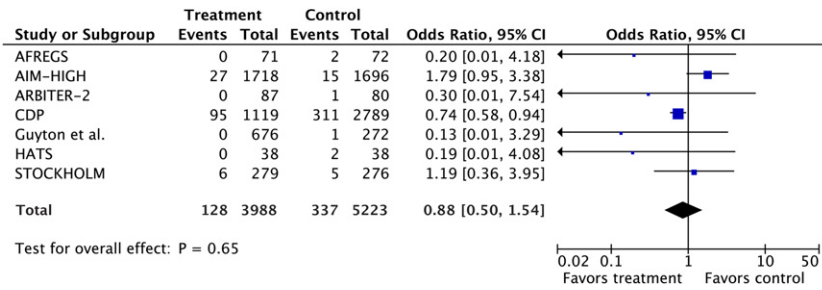 Treatment Control
Study or Subgroup Events Total Events Total Odds Ratio, 95% CI Odds Ratio, 95% CI
AFREGS 0 71 2 72 0.20 [0.01, 4.18]
AIM-HIGH 27 1718 15 1696 1.79 [0.95, 3.38]
ARBITER-2 0 87 1 80 0.30 [0.01, 7.54]
CDP 95 1119 311 2789 0.74 [0.58, 0.94]
Guyton et al. 0 676 1 272 0.13 [0.01, 3.29]
HATS 0 38 2 38 0.19 [0.01, 4.08]
STOCKHOLM 6 279 5 276 1.19 [0.36, 3.95]
Total 128 3988 337 5223 0.88 [0.50, 1.54]
Test for overall effect: P = 0.65
0.02 0.1 1 10 50
Favors treatment Favors control